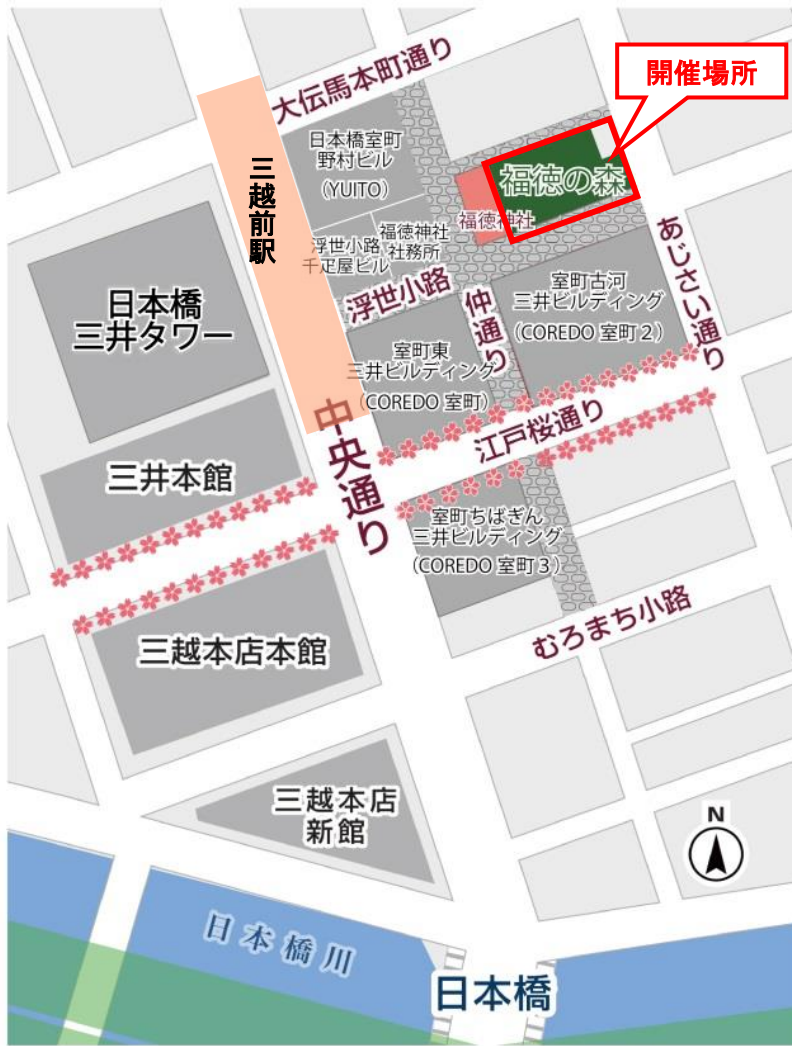 大伝馬本町通り
開催場所
日本橋室町
野村ビル
(YUITO)
三越前駅
福徳の森
福徳神社
浮世小路
千疋屋ビル
福徳神社
社務所
あじさい通り
日本橋
三井タワー
浮世小路
仲通り
室町古河
三井ビルディング
(COREDO 室町2)
室町東
三井ビルディング
(COREDO 室町)
中央通り
江戸桜通り
三井本館
室町ちばぎん
三井ビルディング
(COREDO 室町3)
むろまち小路
三越本店本館
三越本店
新館
N
日本橋川
日本橋